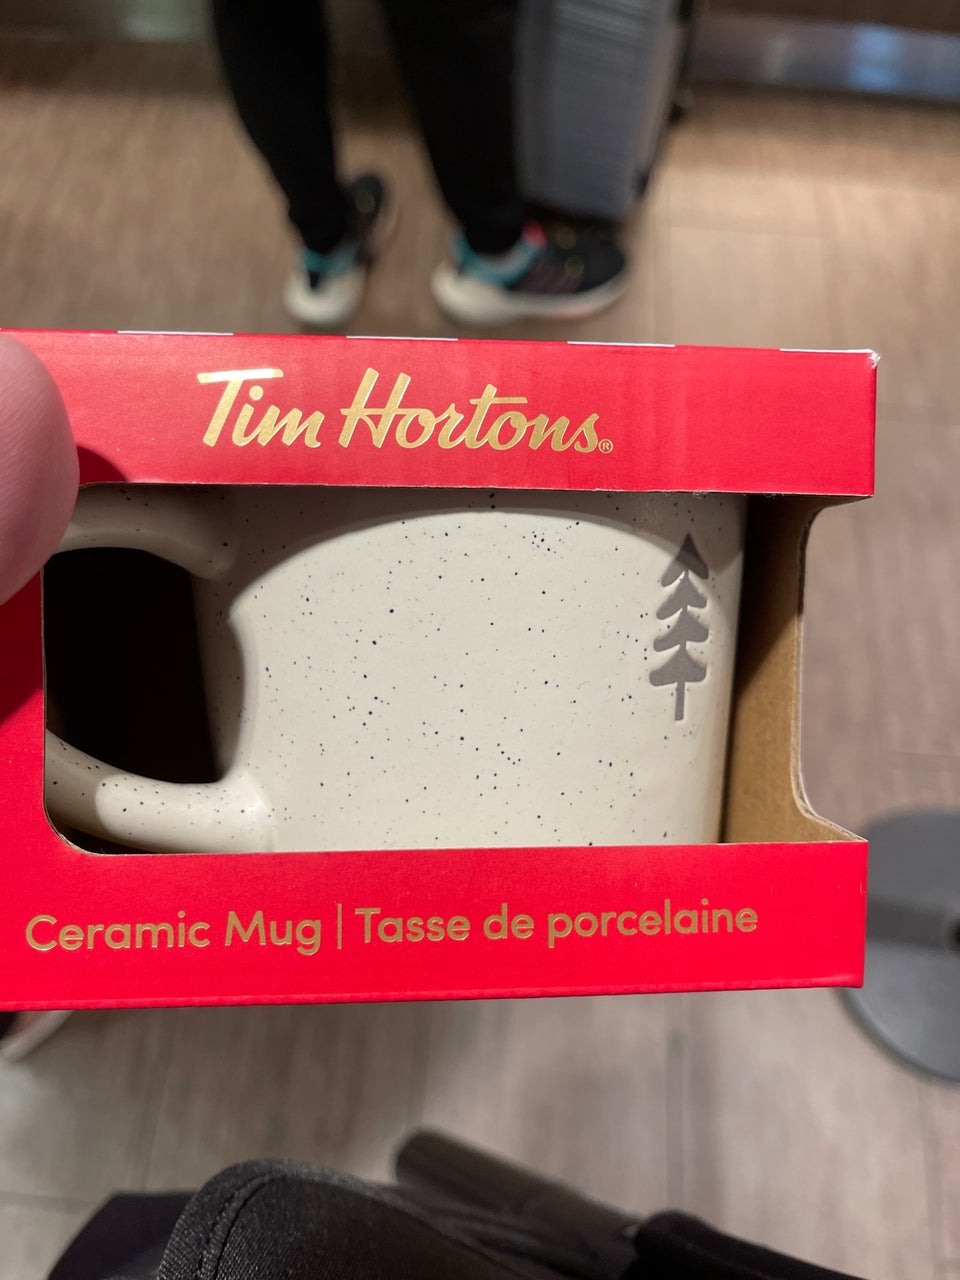 Tim Hortons®
Ceramic Mug | Tasse de porcelaine